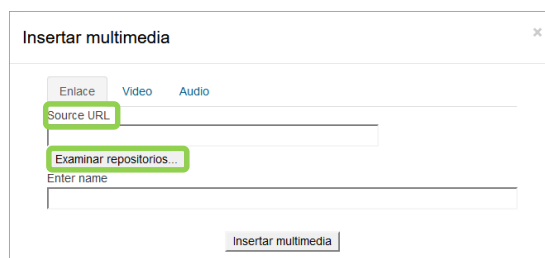 Insertar multimedia ×
Enlace Video Audio
Source URL
Examinar repositorios...
Enter name
Insertar multimedia